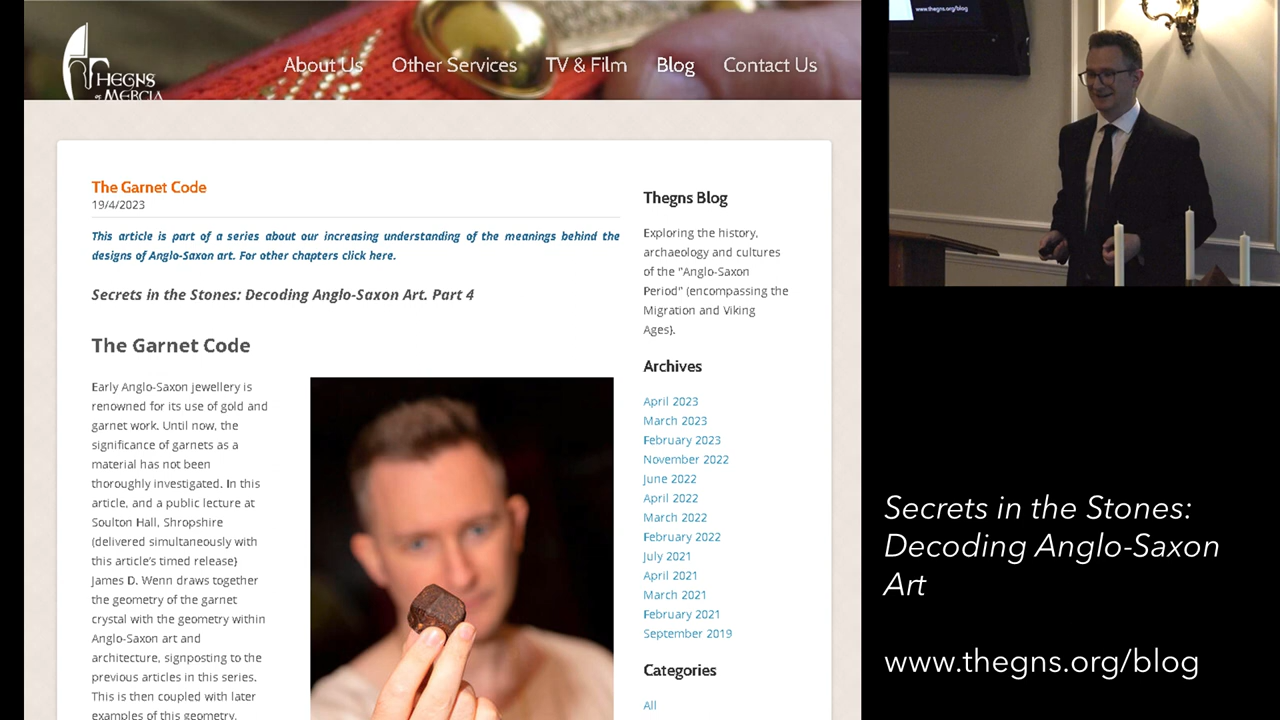 THEGNS
OF MERCIA
About Us Other Services TV & Film Blog Contact Us
The Garnet Code
19/4/2023
This article is part of a series about our increasing understanding of the meanings behind the
designs of Anglo-Saxon art. For other chapters click here.
Secrets in the Stones: Decoding Anglo-Saxon Art. Part 4
The Garnet Code
Early Anglo-Saxon jewellery is
renowned for its use of gold and
garnet work. Until now, the
significance of garnets as a
material has not been
thoroughly investigated. In this
article, and a public lecture at
Soulton Hall, Shropshire
(delivered simultaneously with
this article's timed release)
James D. Wenn draws together
the geometry of the garnet
crystal with the geometry within
Anglo-Saxon art and
architecture, signposting to the
previous articles in this series.
This is then coupled with later
examples of this geometry,
Thegns Blog
Exploring the history,
archaeology and cultures
of the "Anglo-Saxon
Period" (encompassing the
Migration and Viking
Ages).
Archives
April 2023
March 2023
February 2023
November 2022
June 2022
April 2022
March 2022
February 2022
July 2021
April 2021
March 2021
February 2021
September 2019
Categories
All
www.thegns.org/blog
Secrets in the Stones:
Decoding Anglo-Saxon
Art
www.thegns.org/blog